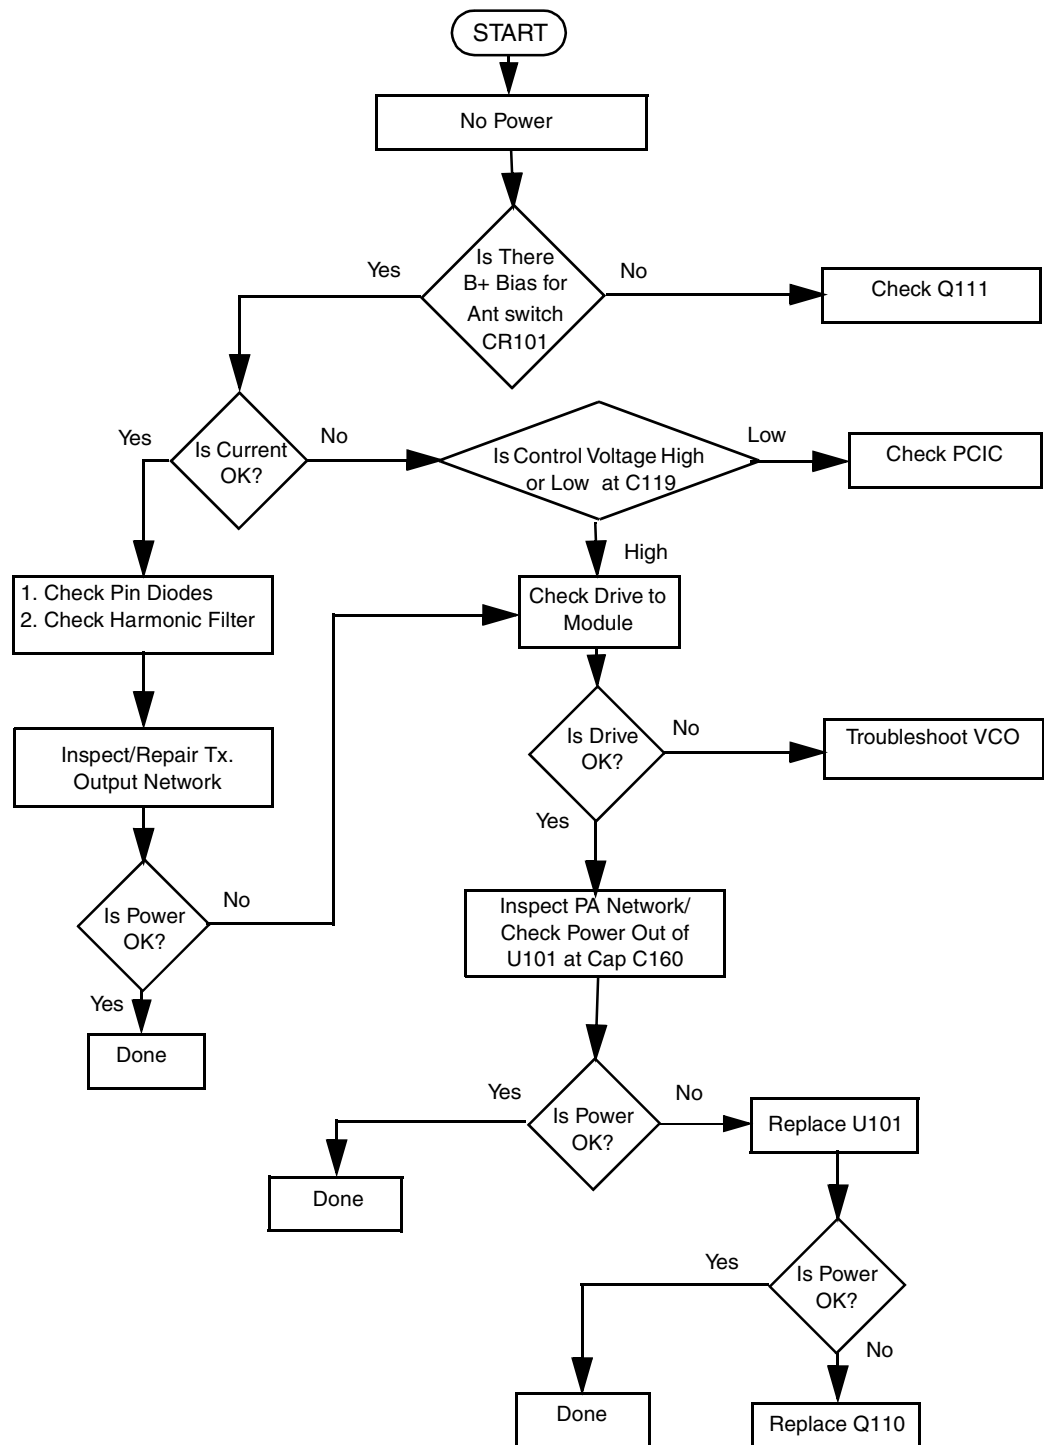 START
No Power
Is There
B+ Bias for
Ant switch
CR101
Yes
No
Check Q111
Is Current
OK?
Yes
No
Is Control Voltage High
or Low at C119
Low
Check PCIC
High
1. Check Pin Diodes
2. Check Harmonic Filter
Check Drive to
Module
Inspect/Repair Tx.
Output Network
Is Drive
OK?
No
Troubleshoot VCO
Yes
Is Power
OK?
No
Yes
Done
Inspect PA Network/
Check Power Out of
U101 at Cap C160
Is Power
OK?
Yes
No
Replace U101
Done
Is Power
OK?
Yes
No
Done
Replace Q110